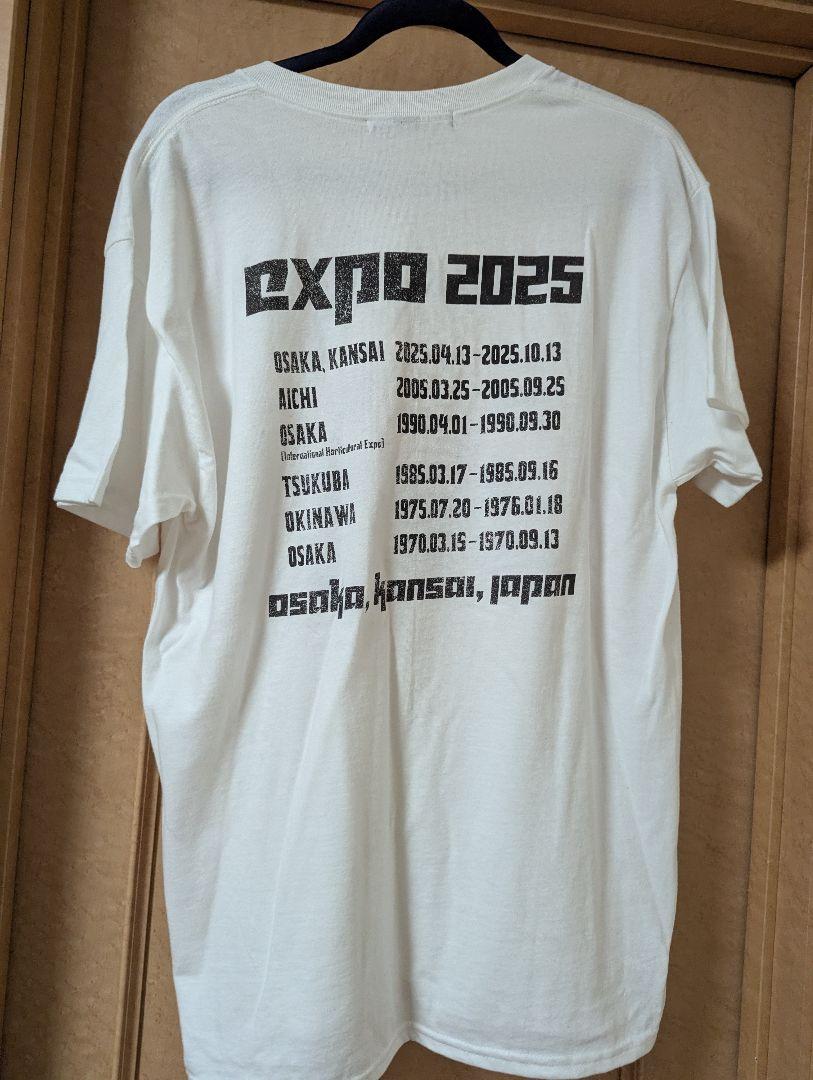 expo 2025
OSAKA, KANSAI 2025.04.13-2025.10.13
AICHI 2005.03.25-2005.09.25
OSAKA 1990.04.01-1990.09.30
[International Horticultural Expo]
TSUKUBA 1985.03.17-1985.09.16
OKINAWA 1975.07.20-1976.01.18
OSAKA 1970.03.15-1970.09.13
osaka, kansai, japan